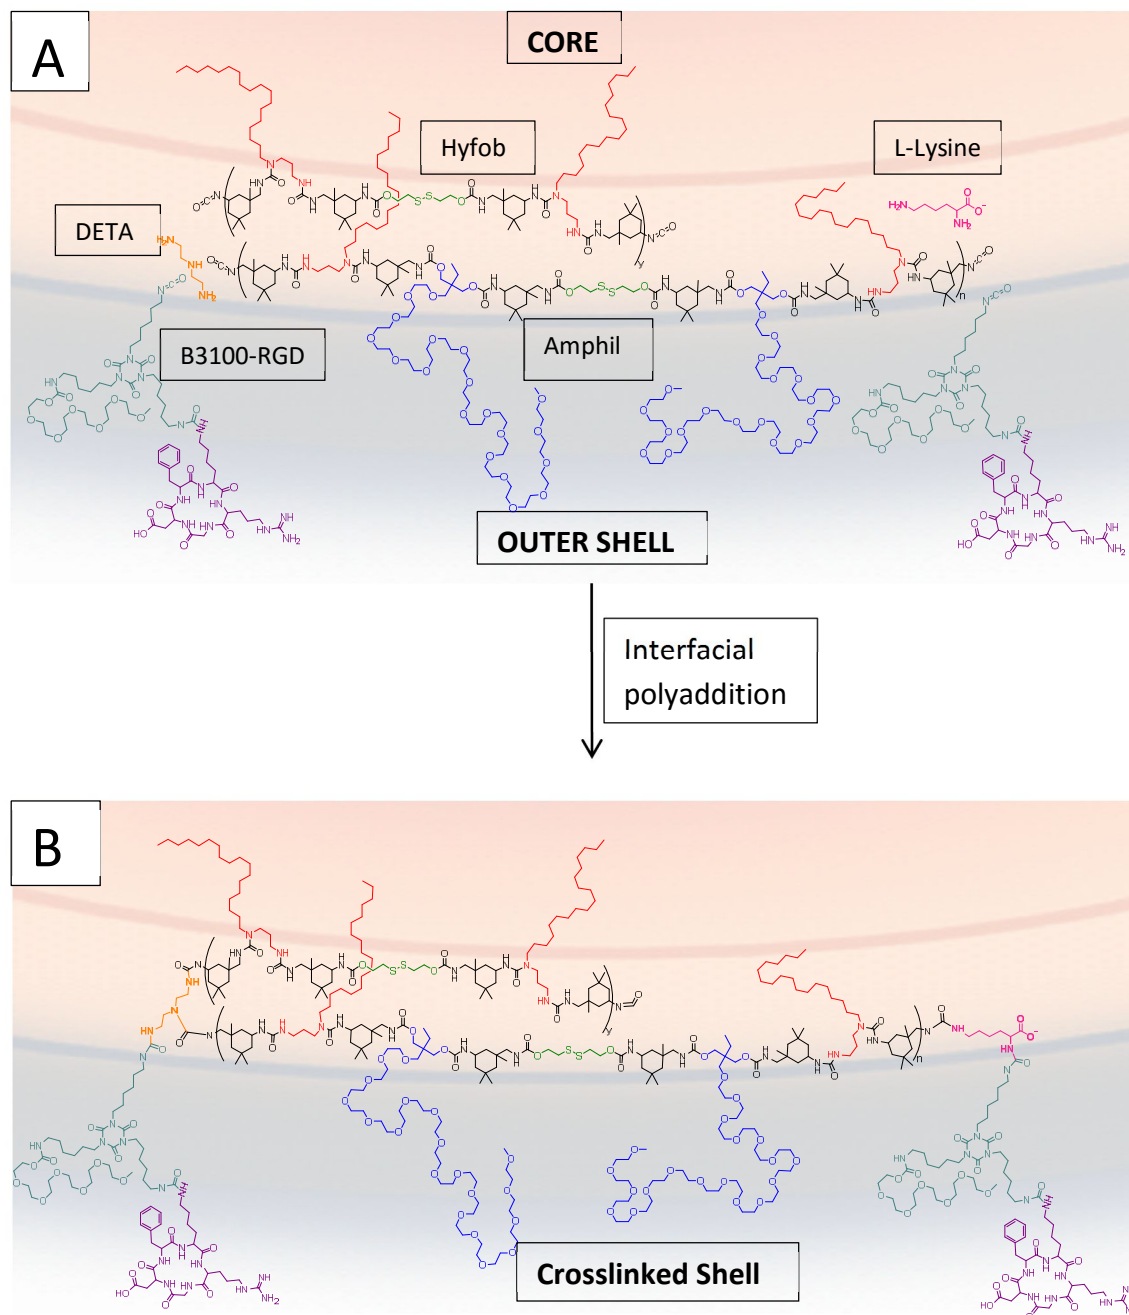 A
CORE
Hyfob
L-Lysine
DETA
B3100-RGD
Amphil
OUTER SHELL
Interfacial
polyaddition
B
Crosslinked Shell